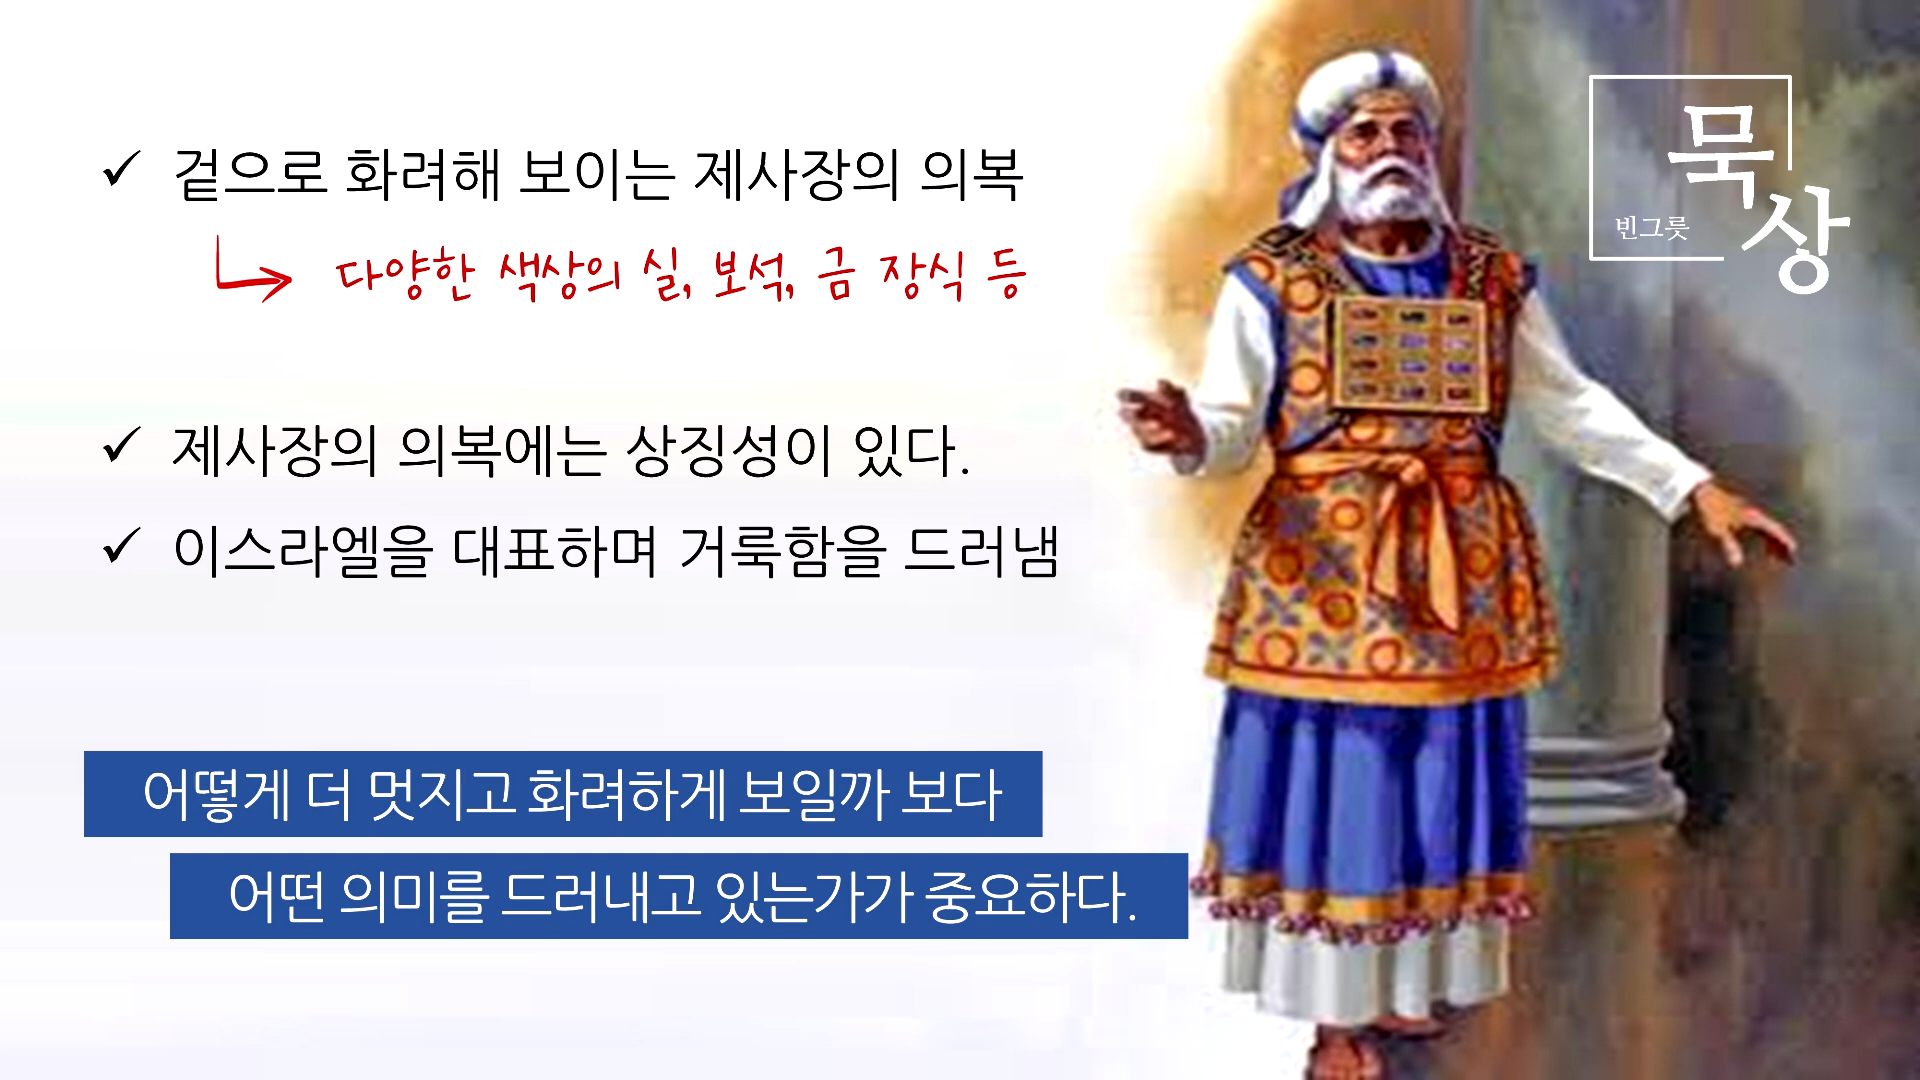 겉으로 화려해 보이는 제사장의 의복
다양한 색상의 실, 보석, 금 장식 등
제사장의 의복에는 상징성이 있다.
이스라엘을 대표하며 거룩함을 드러냄
어떻게 더 멋지고 화려하게 보일까 보다
어떤 의미를 드러내고 있는가가 중요하다.
묵상
빈그릇